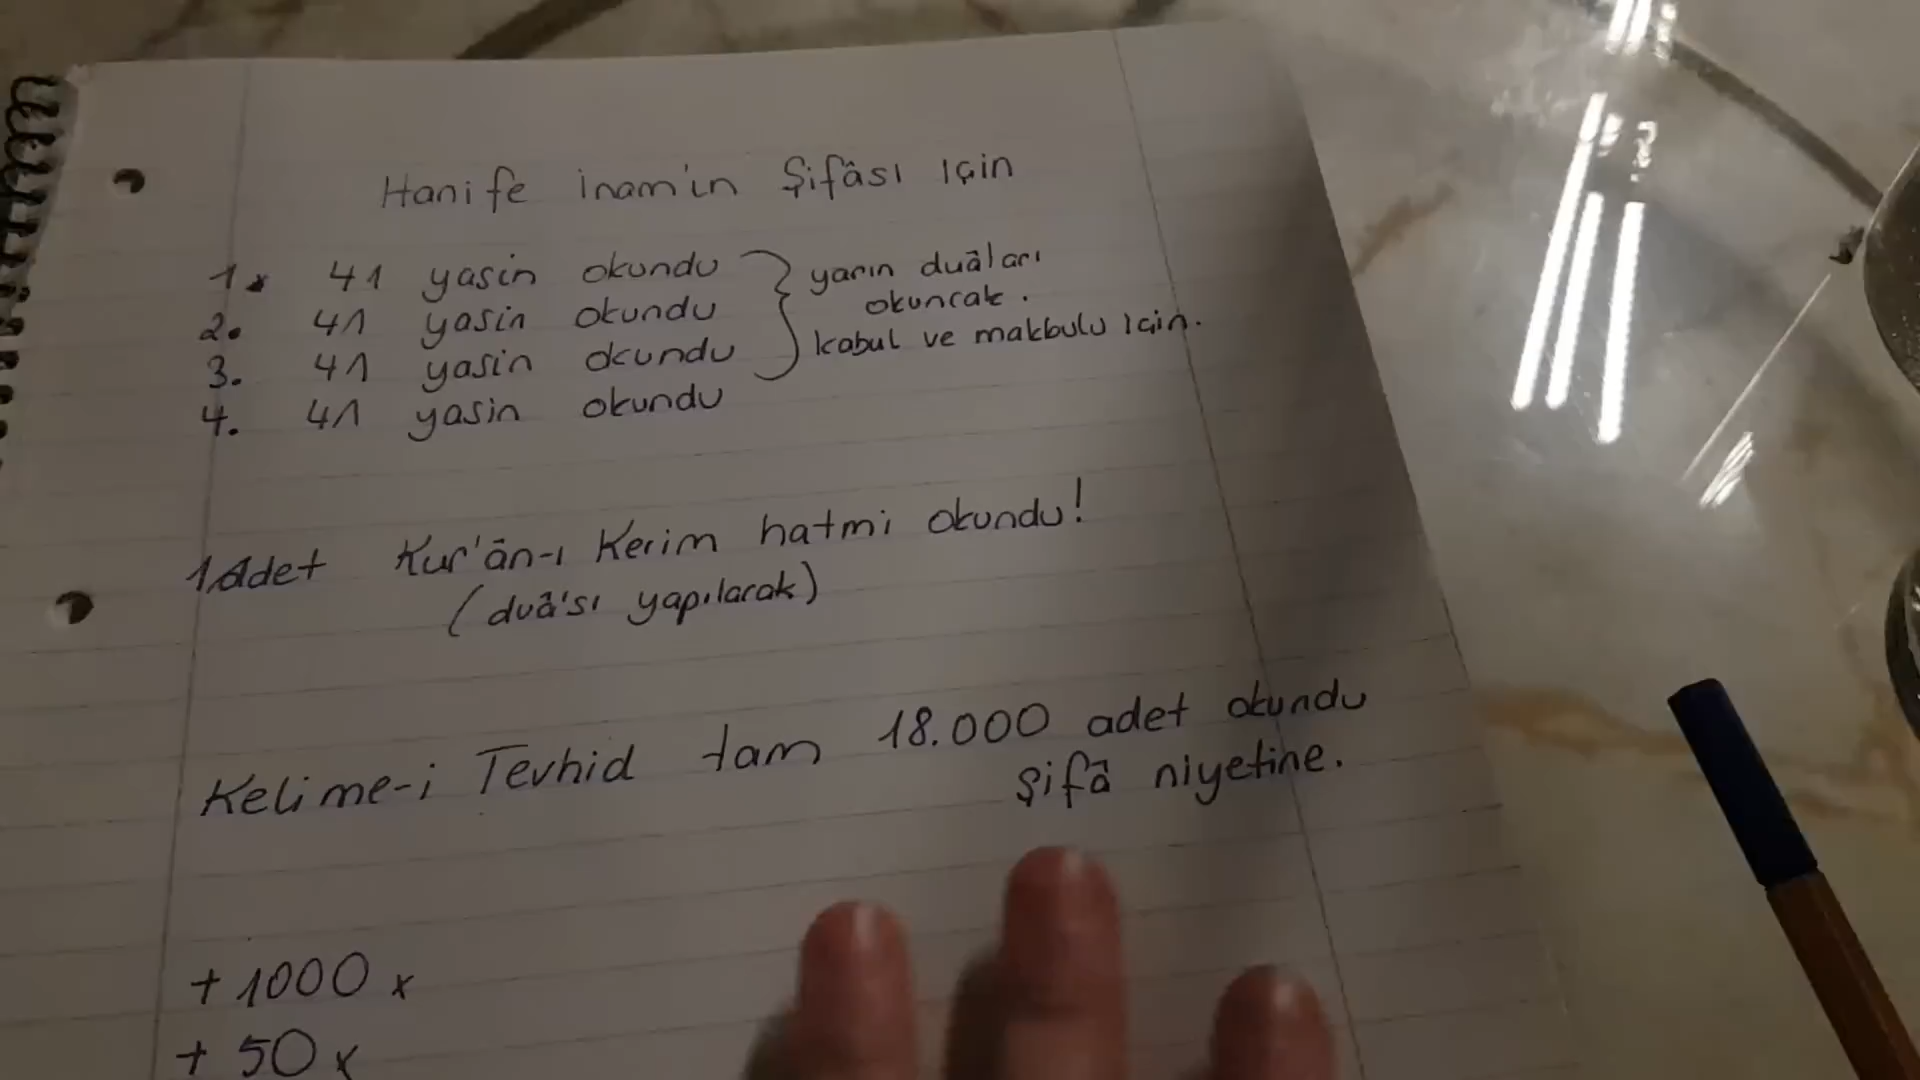 Hanife inam'ın Şifâsı için
1. 41 yasin okundu
2. 41 yasin okundu
3. 41 yasin okundu
4. 41 yasin okundu
yarın duâları
okuncak.
kabul ve makbulu için.
1 Adet Kur'ân-ı Kerim hatmi okundu!
(duâ'sı yapılacak)
Kelime-i Tevhid tam 18.000 adet okundu
şifâ niyetine.
+ 1000 x
+ 50 x